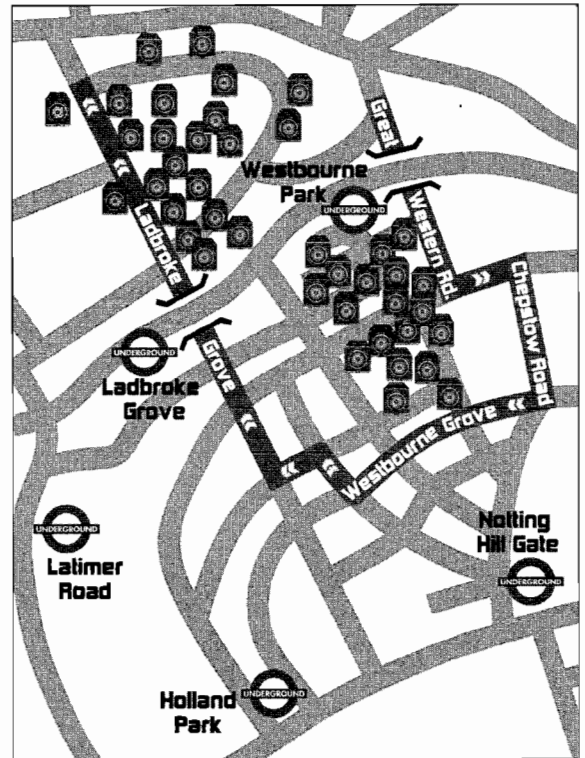 Great
Westbourne
Park
UNDERGROUND
Western Rd.
Ladbroke
Chepslow Road
UNDERGROUND
Ladbroke
Grove
Grove
Westbourne Grove
UNDERGROUND
Latimer
Road
Notting
Hill Gate
UNDERGROUND
Holland
Park
UNDERGROUND